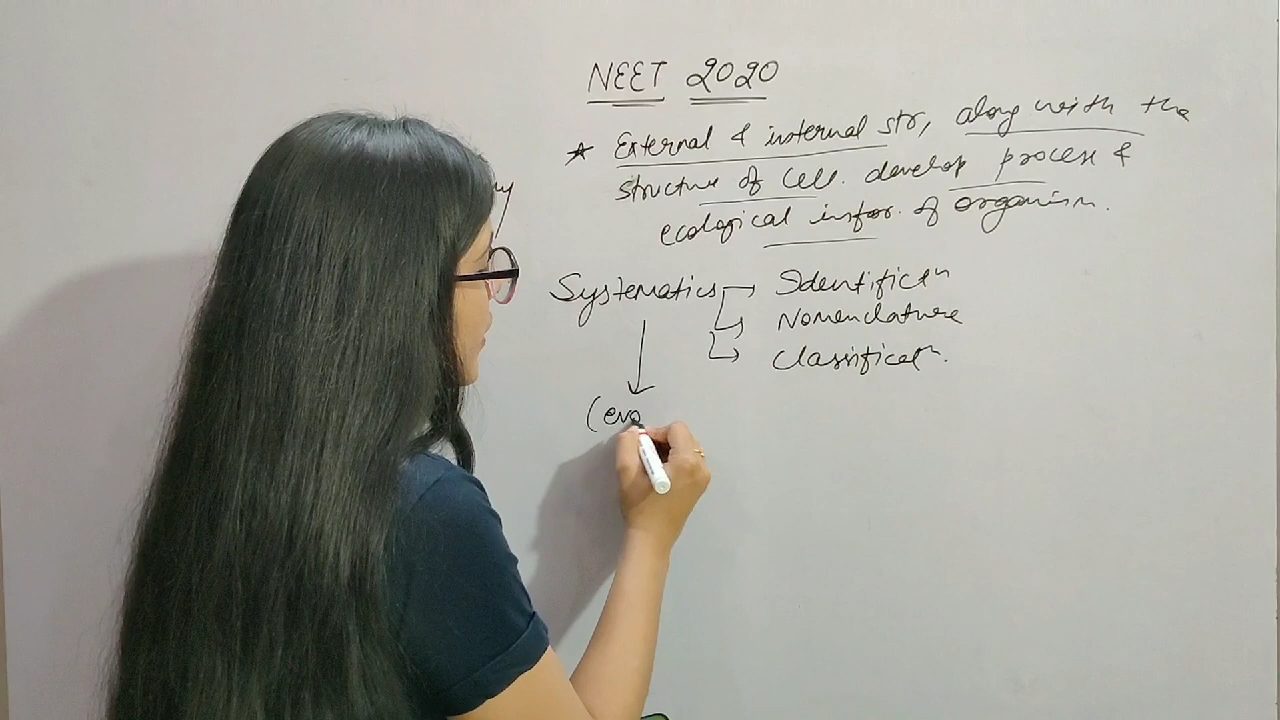 NEET 2020
* External & internal str, along with the
structure of cell. develop process &
ecological infor. of organism.
Systematics → Identificatⁿ
→ Nomenclature
→ Classificatⁿ.
(evo